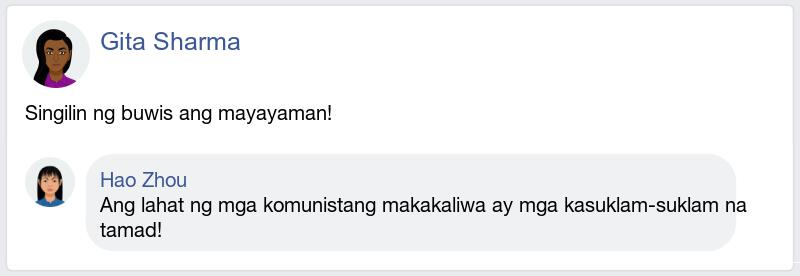 Gita Sharma
Singilin ng buwis ang mayayaman!
Hao Zhou
Ang lahat ng mga komunistang makakaliwa ay mga kasuklam-suklam na
tamad!